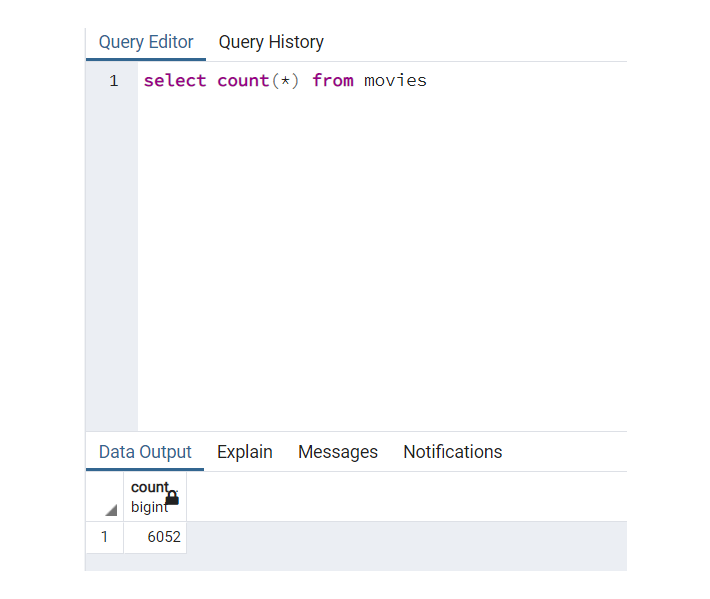 Query Editor Query History
1 select count(*) from movies
Data Output Explain Messages Notifications
count
bigint
1 6052